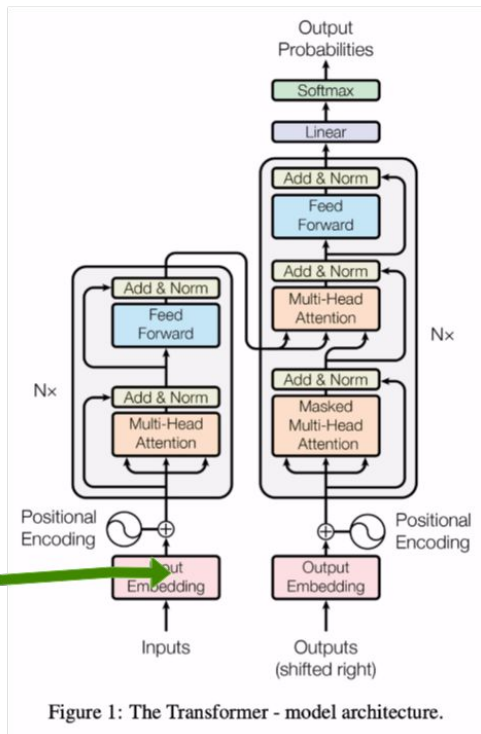 Output
Probabilities
Softmax
Linear
Add & Norm
Feed
Forward
Add & Norm
Multi-Head
Attention
Nx
Add & Norm
Masked
Multi-Head
Attention
Add & Norm
Feed
Forward
Nx
Add & Norm
Multi-Head
Attention
Positional
Encoding
Positional
Encoding
Embedding
Output
Embedding
Inputs
Outputs
(shifted right)
Figure 1: The Transformer - model architecture.